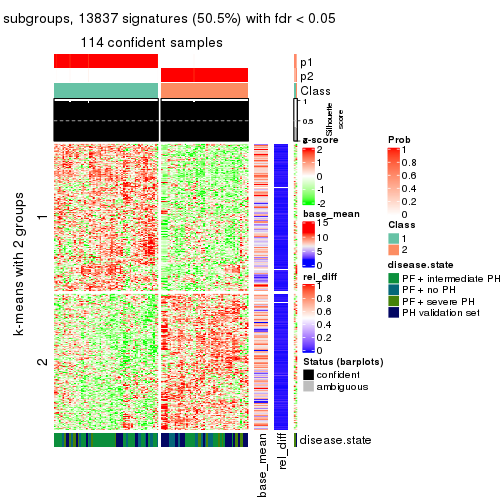 subgroups, 13837 signatures (50.5%) with fdr < 0.05
114 confident samples
p1
p2
Class
1
0.5
0
Silhouette
score
k-means with 2 groups
1
2
z-score
2
1
0
-1
-2
base_mean
15
10
5
0
rel_diff
1
0.8
0.6
0.4
0.2
0
Status (barplots)
confident
ambiguous
Prob
1
0.8
0.6
0.4
0.2
0
Class
1
2
disease.state
PF + intermediate PH
PF + no PH
PF + severe PH
PH validation set
disease.state
base_mean
rel_diff